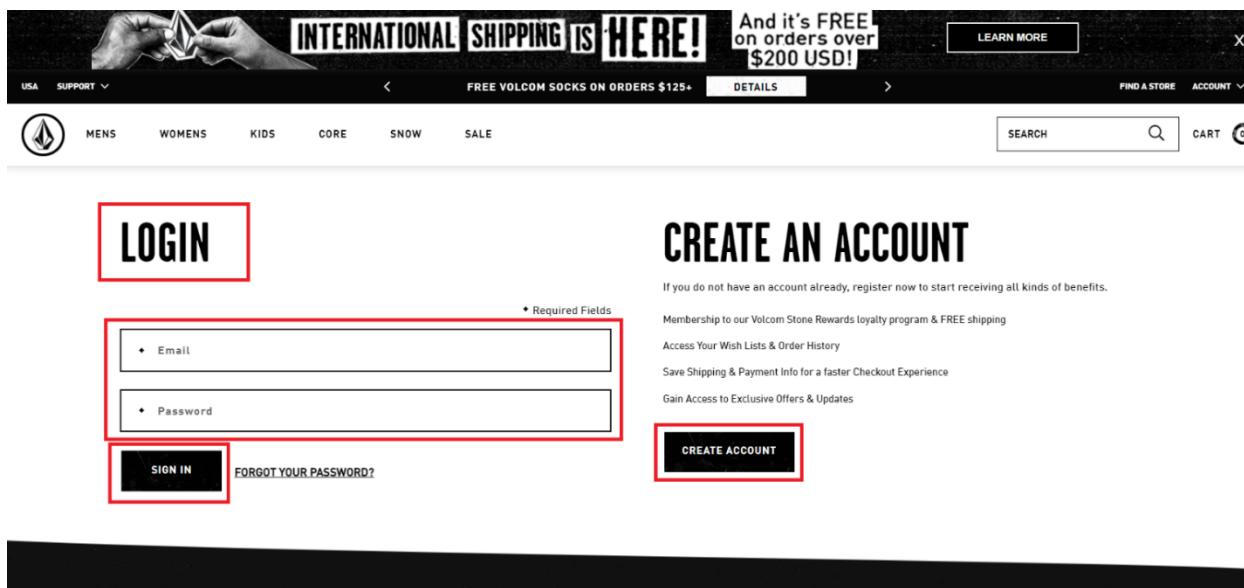 INTERNATIONAL SHIPPING IS HERE!
And it's FREE
on orders over
$200 USD!
LEARN MORE
X
USA SUPPORT
FREE VOLCOM SOCKS ON ORDERS $125+ DETAILS
FIND A STORE ACCOUNT
MENS WOMENS KIDS CORE SNOW SALE
SEARCH
CART 0
LOGIN
Required Fields
Email
Password
SIGN IN
FORGOT YOUR PASSWORD?
CREATE AN ACCOUNT
If you do not have an account already, register now to start receiving all kinds of benefits.
Membership to our Volcom Stone Rewards loyalty program & FREE shipping
Access Your Wish Lists & Order History
Save Shipping & Payment Info for a faster Checkout Experience
Gain Access to Exclusive Offers & Updates
CREATE ACCOUNT